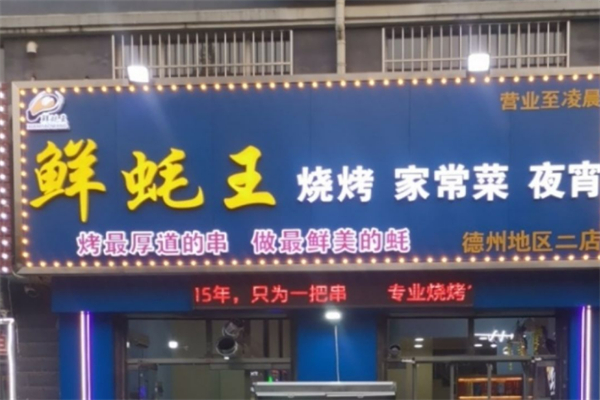 营业至凌晨
鲜蚝王 烧烤 家常菜 夜宵
烤最厚道的串 做最鲜美的蚝 德州地区二店
15年，只为一把串 专业烧烤